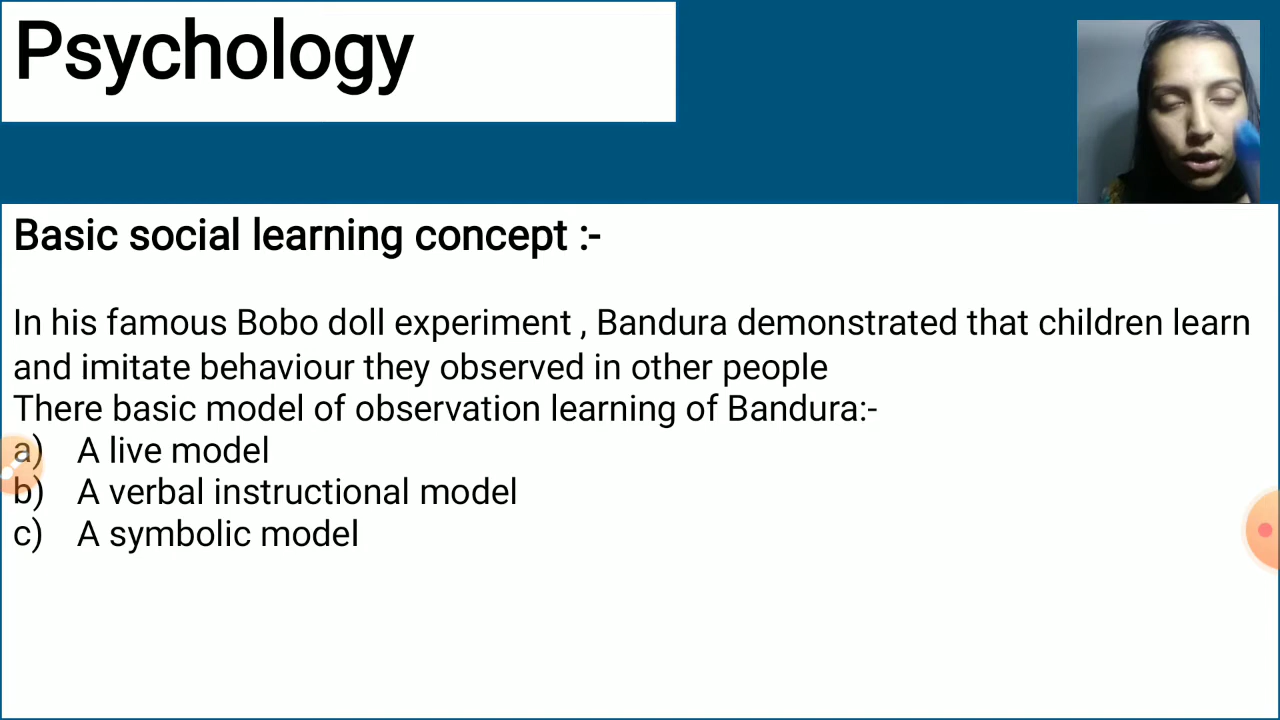 Psychology
Basic social learning concept :-
In his famous Bobo doll experiment , Bandura demonstrated that children learn
and imitate behaviour they observed in other people
There basic model of observation learning of Bandura:-
a) A live model
b) A verbal instructional model
c) A symbolic model